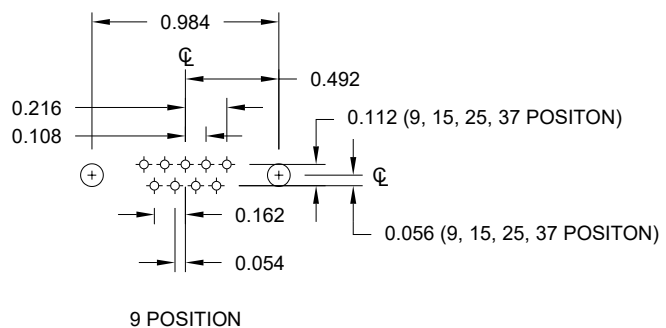 0.984
℄
0.492
0.216
0.112 (9, 15, 25, 37 POSITON)
0.108
℄
0.162
0.056 (9, 15, 25, 37 POSITON)
0.054
9 POSITION